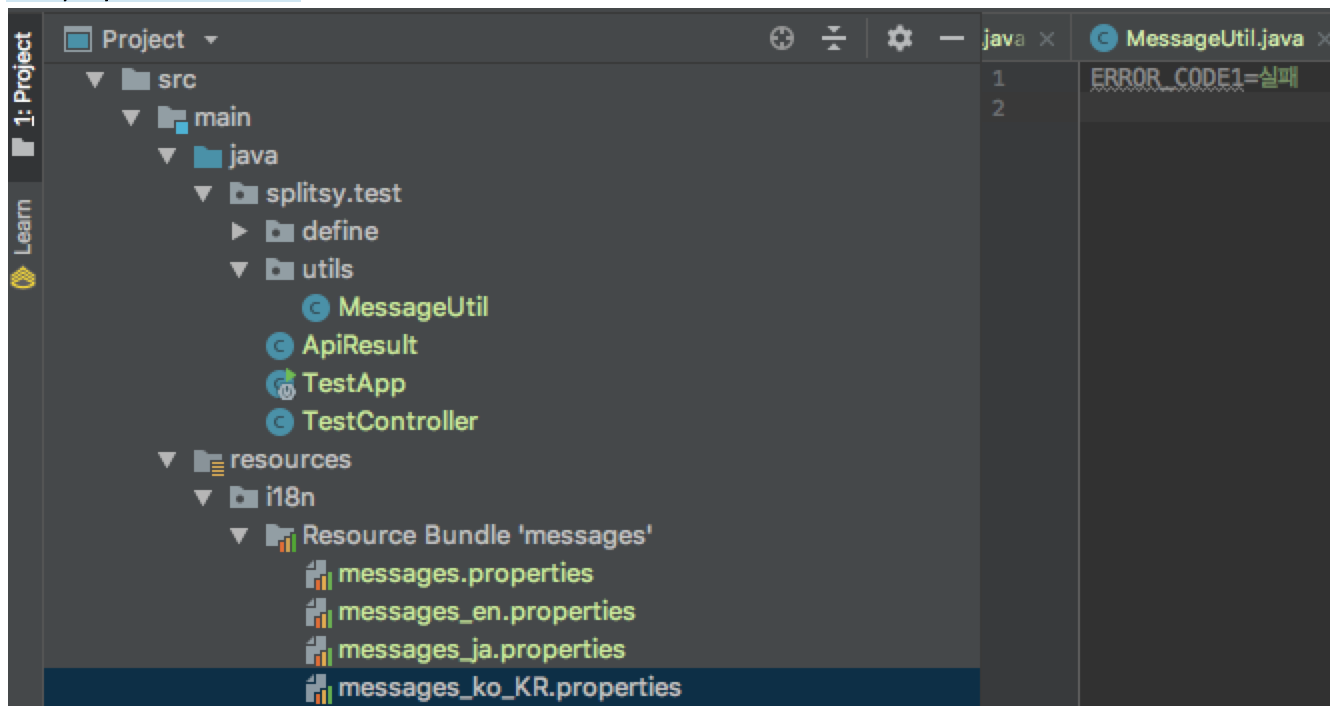 1: Project
Learn
Project
src
main
java
splitsy.test
define
utils
MessageUtil
ApiResult
TestApp
TestController
resources
i18n
Resource Bundle 'messages'
messages.properties
messages_en.properties
messages_ja.properties
messages_ko_KR.properties
java
MessageUtil.java
1 ERROR_CODE1=실패
2